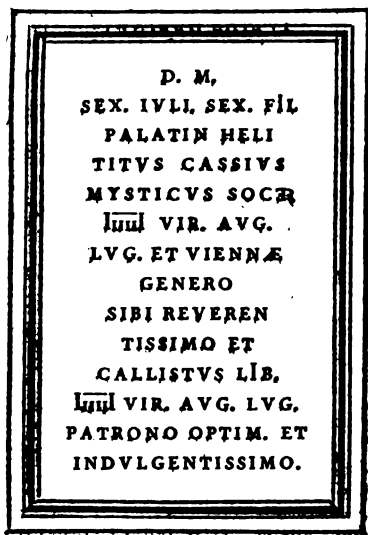 D. M,
SEX. IVLI, SEX. FİL
PALATIN HELI
TITVS CASSIVS
MYSTICVS SOCER
IIIIII VIR. AVG.
LVG. ET VIENNÆ
GENERO
SIBI REVEREN
TISSIMO ET
CALLISTVS LIB,
IIIIII VIR. AVG. LVG,
PATRONO OPTIM. ET
INDVLGENTISSIMO.